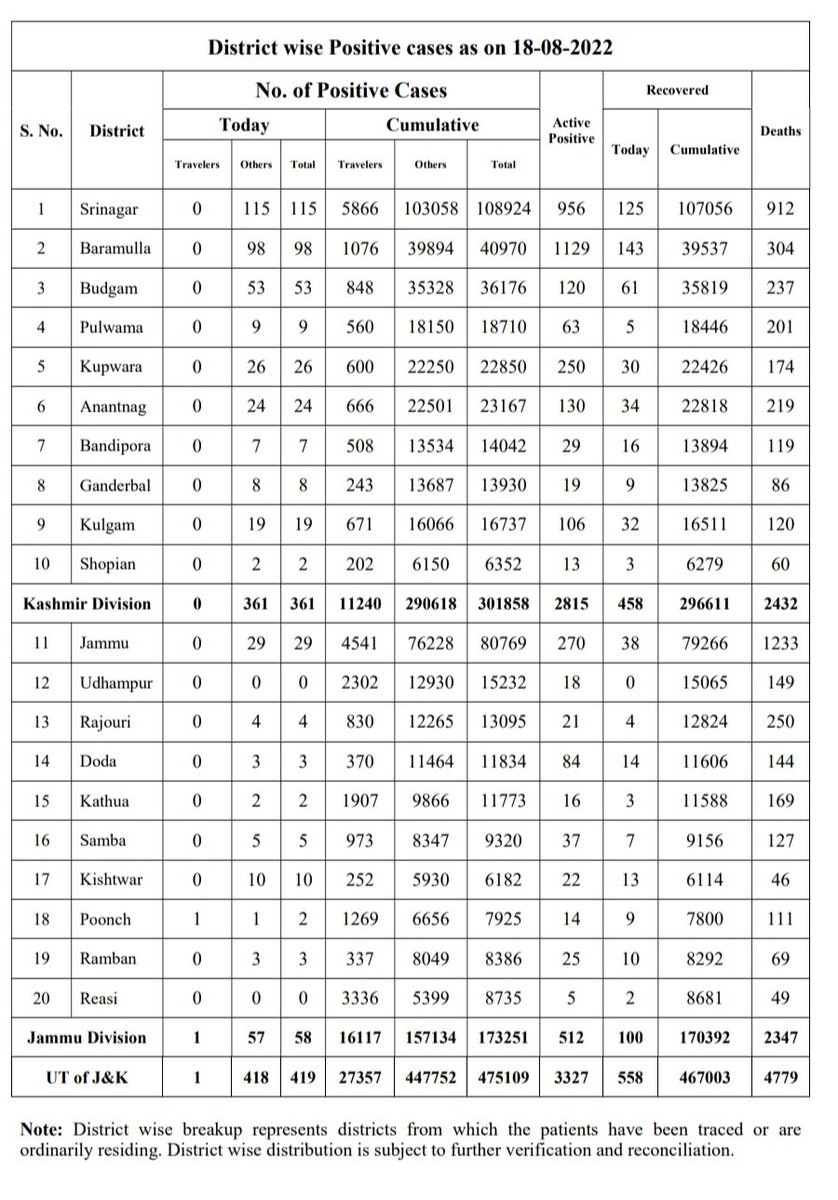 District wise Positive cases as on 18-08-2022
S. No. District No. of Positive Cases Active Positive Recovered Deaths
Today Cumulative Today Cumulative
Travelers Others Total Travelers Others Total
1 Srinagar 0 115 115 5866 103058 108924 956 125 107056 912
2 Baramulla 0 98 98 1076 39894 40970 1129 143 39537 304
3 Budgam 0 53 53 848 35328 36176 120 61 35819 237
4 Pulwama 0 9 9 560 18150 18710 63 5 18446 201
5 Kupwara 0 26 26 600 22250 22850 250 30 22426 174
6 Anantnag 0 24 24 666 22501 23167 130 34 22818 219
7 Bandipora 0 7 7 508 13534 14042 29 16 13894 119
8 Ganderbal 0 8 8 243 13687 13930 19 9 13825 86
9 Kulgam 0 19 19 671 16066 16737 106 32 16511 120
10 Shopian 0 2 2 202 6150 6352 13 3 6279 60
Kashmir Division 0 361 361 11240 290618 301858 2815 458 296611 2432
11 Jammu 0 29 29 4541 76228 80769 270 38 79266 1233
12 Udhampur 0 0 0 2302 12930 15232 18 0 15065 149
13 Rajouri 0 4 4 830 12265 13095 21 4 12824 250
14 Doda 0 3 3 370 11464 11834 84 14 11606 144
15 Kathua 0 2 2 1907 9866 11773 16 3 11588 169
16 Samba 0 5 5 973 8347 9320 37 7 9156 127
17 Kishtwar 0 10 10 252 5930 6182 22 13 6114 46
18 Poonch 1 1 2 1269 6656 7925 14 9 7800 111
19 Ramban 0 3 3 337 8049 8386 25 10 8292 69
20 Reasi 0 0 0 3336 5399 8735 5 2 8681 49
Jammu Division 1 57 58 16117 157134 173251 512 100 170392 2347
UT of J&K 1 418 419 27357 447752 475109 3327 558 467003 4779
Note: District wise breakup represents districts from which the patients have been traced or are
ordinarily residing. District wise distribution is subject to further verification and reconciliation.